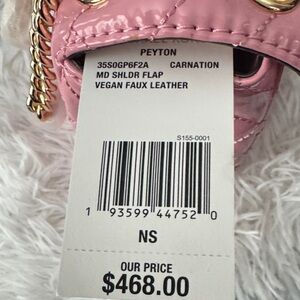 PEYTON
35S0GP6F2A CARNATION
MD SHLDR FLAP
VEGAN FAUX LEATHER
S155-0001
1 93599 44752 0
NS
OUR PRICE
$468.00